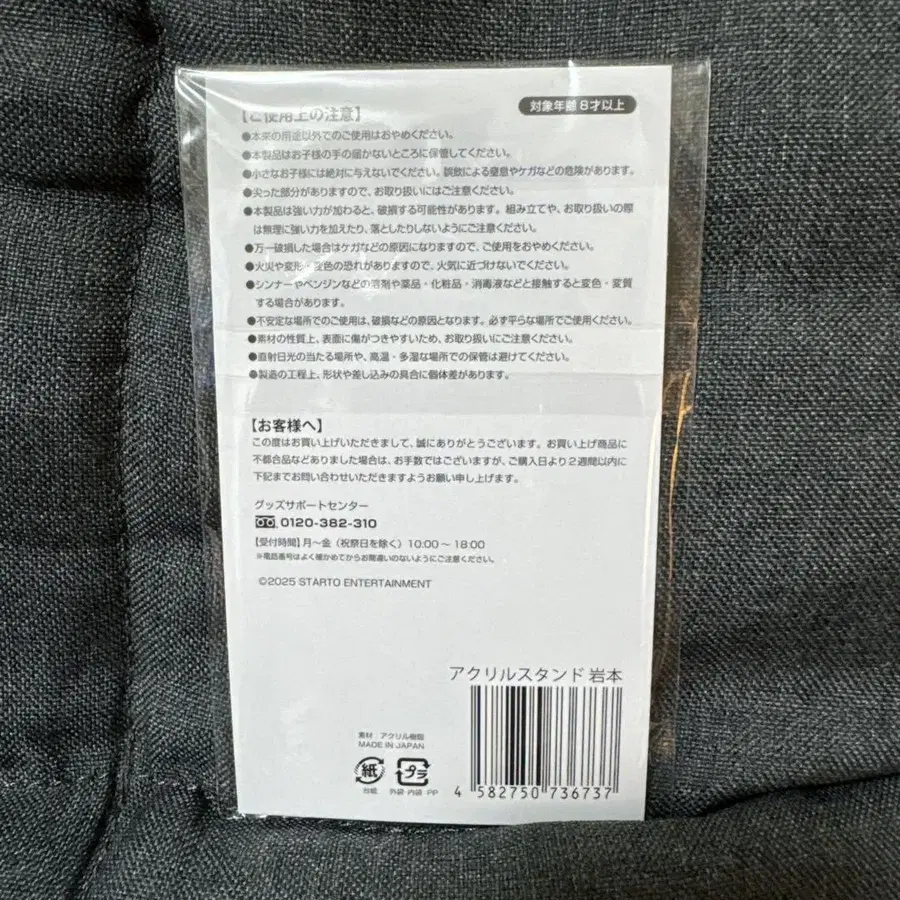 対象年齢8才以上
【ご使用上の注意】
●本来の用途以外でのご使用はおやめください。
●本製品はお子様の手の届かないところに保管してください。
●小さなお子様には絶対に与えないでください。誤飲による窒息やケガなどの危険があります。
●尖った部分がありますので、お取り扱いにはご注意ください。
●本製品は強い力が加わると、破損する可能性があります。組み立てや、お取り扱いの際
は無理に強い力を加えたり、落としたりしないようにご注意ください。
●万一破損した場合はケガなどの原因になりますので、ご使用をおやめください。
●火災や変形・変色の恐れがありますので、火気に近づけないでください。
●シンナーやベンジンなどの溶剤や薬品・化粧品・消毒液などと接触すると変色・変質
する場合があります。
●不安定な場所でのご使用は、破損などの原因となります。必ず平らな場所でご使用ください。
●素材の性質上、表面に傷がつきやすいため、お取り扱いにご注意ください。
●直射日光の当たる場所や、高温・多湿な場所での保管は避けてください。
●製造の工程上、形状や差し込みの具合に個体差があります。
【お客様へ】
この度はお買い上げいただきまして、誠にありがとうございます。お買い上げ商品に
不都合品などありました場合は、お手数ではございますが、ご購入日より2週間以内に
下記までお問い合わせいただきますようお願い申し上げます。
グッズサポートセンター
0120-382-310
【受付時間】月〜金（祝祭日を除く）10:00〜18:00
※電話番号はよく確かめてからお間違いのないようにご注意ください。
©2025 STARTO ENTERTAINMENT
アクリルスタンド 岩本
素材：アクリル樹脂
MADE IN JAPAN
紙 プラ
台紙 外袋・内袋：PP
4 582750 736737